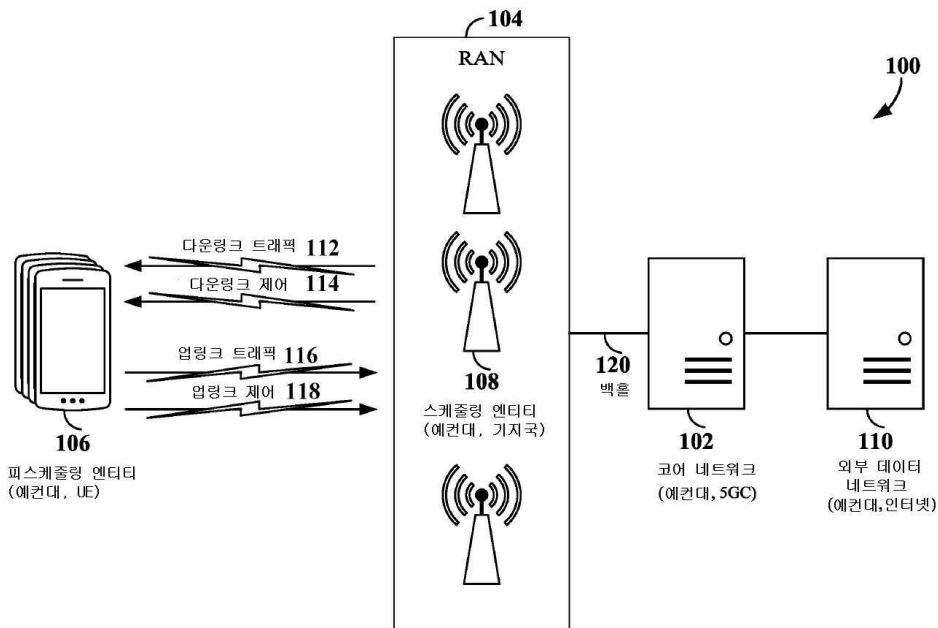 104
RAN
100
다운링크 트래픽 112
다운링크 제어 114
업링크 트래픽 116
업링크 제어 118
106
피스케줄링 엔티티
(예컨대, UE)
108
스케줄링 엔티티
(예컨대, 기지국)
120
백홀
102
코어 네트워크
(예컨대, 5GC)
110
외부 데이터
네트워크
(예컨대,인터넷)